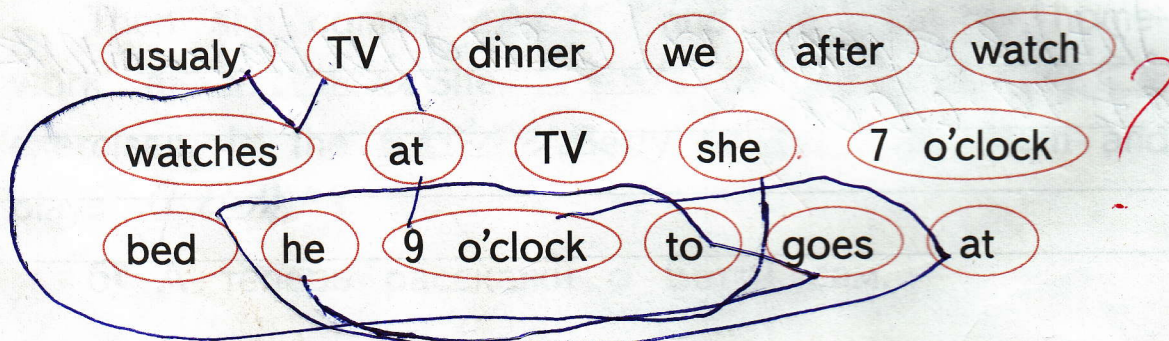 usualy TV dinner we after watch
watches at TV she 7 o'clock
bed he 9 o'clock to goes at
?